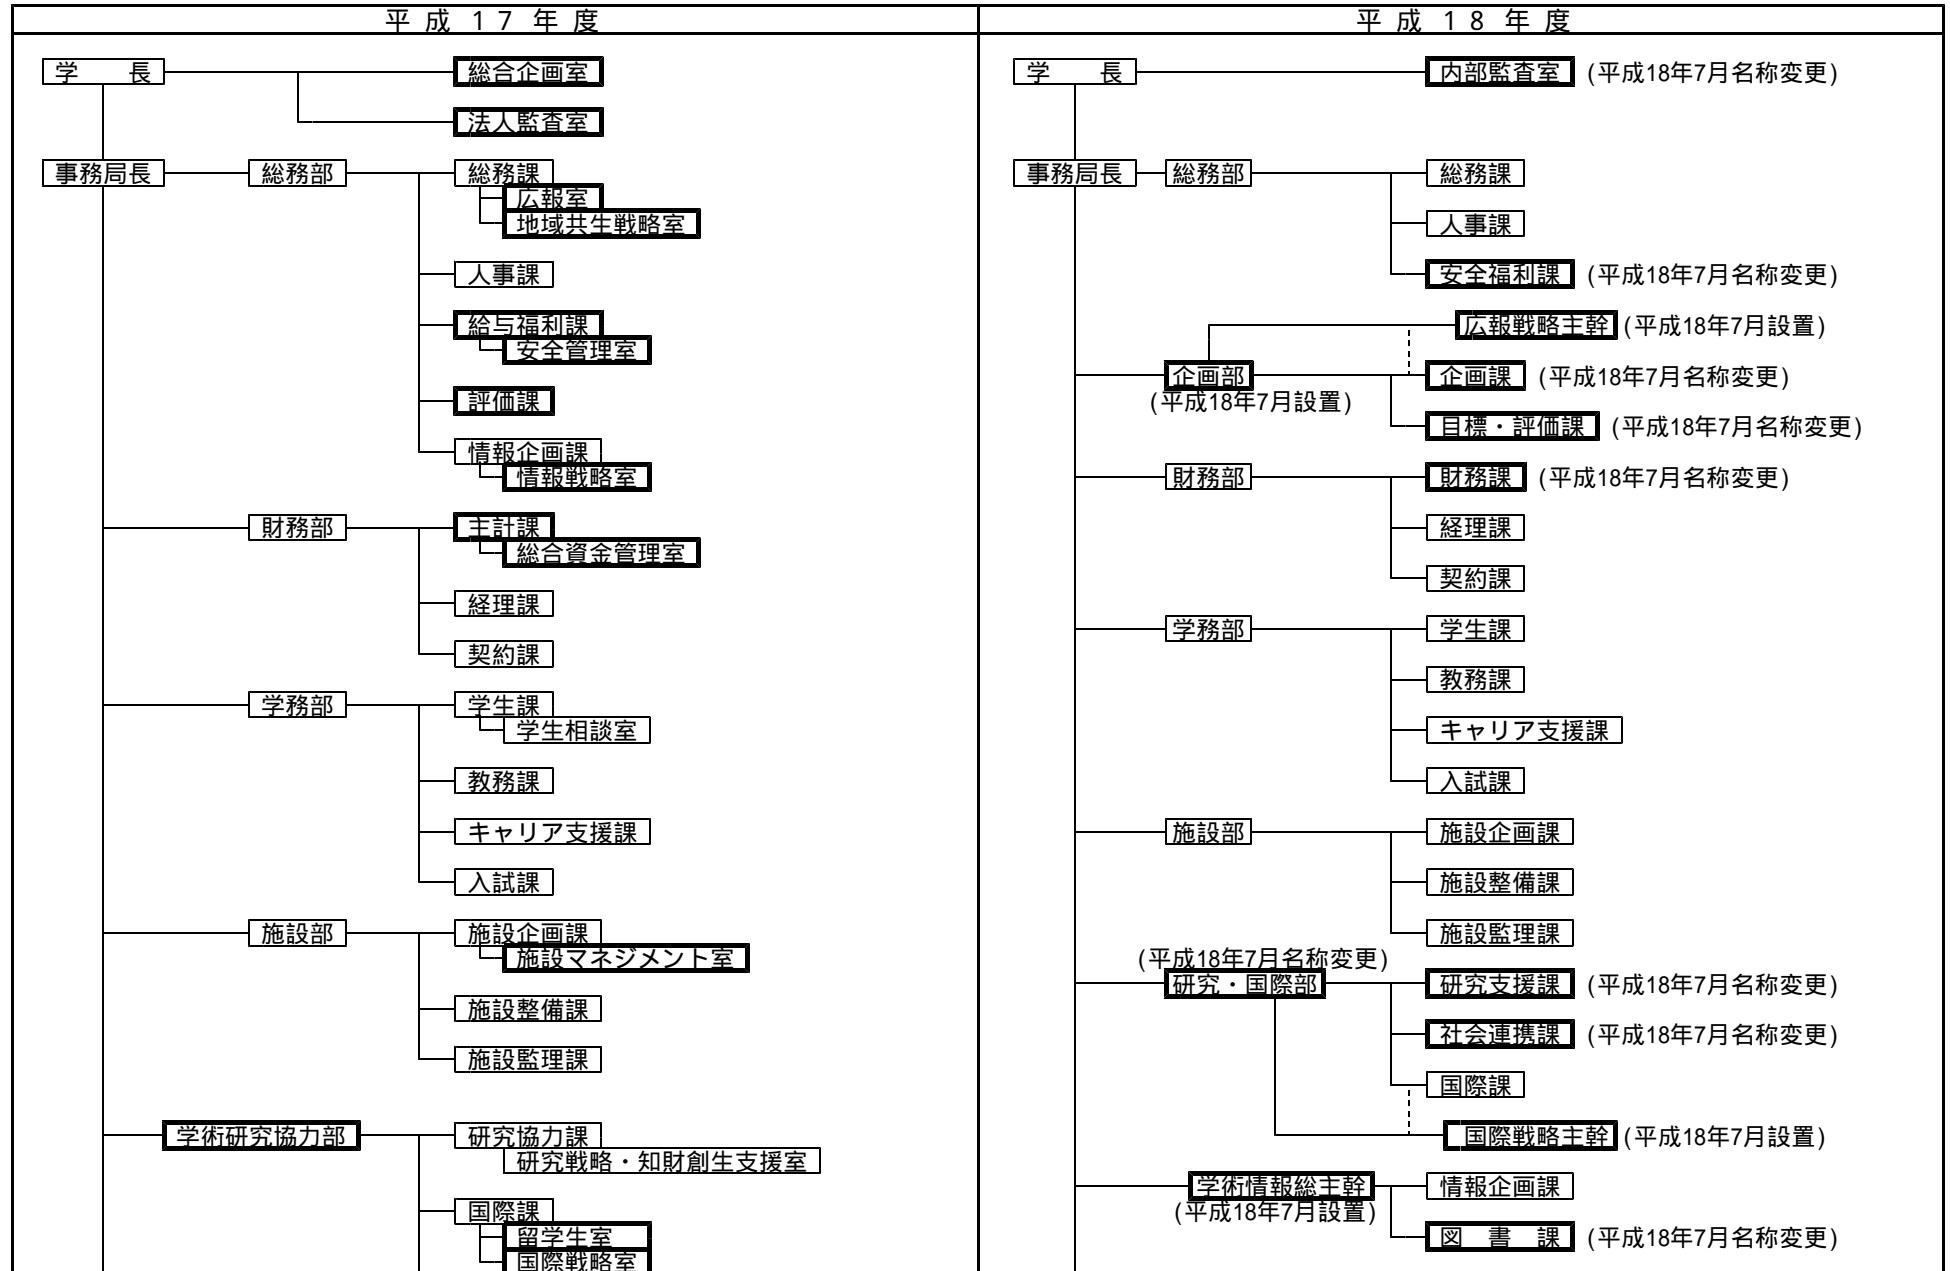 平成17年度
学長
総合企画室
法人監査室
事務局長
総務部
総務課
広報室
地域共生戦略室
人事課
給与福利課
安全管理室
評価課
情報企画課
情報戦略室
財務部
主計課
総合資金管理室
経理課
契約課
学務部
学生課
学生相談室
教務課
キャリア支援課
入試課
施設部
施設企画課
施設マネジメント室
施設整備課
施設監理課
学術研究協力部
研究協力課
研究戦略・知財創生支援室
国際課
留学生室
国際戦略室
平成18年度
学長
内部監査室 (平成18年7月名称変更)
事務局長
総務部
総務課
人事課
安全福利課 (平成18年7月名称変更)
広報戦略主幹 (平成18年7月設置)
企画部
(平成18年7月設置)
企画課 (平成18年7月名称変更)
目標・評価課 (平成18年7月名称変更)
財務部
財務課 (平成18年7月名称変更)
経理課
契約課
学務部
学生課
教務課
キャリア支援課
入試課
施設部
施設企画課
施設整備課
施設監理課
(平成18年7月名称変更)
研究・国際部
研究支援課 (平成18年7月名称変更)
社会連携課 (平成18年7月名称変更)
国際課
国際戦略主幹 (平成18年7月設置)
学術情報総主幹
(平成18年7月設置)
情報企画課
図書課 (平成18年7月名称変更)